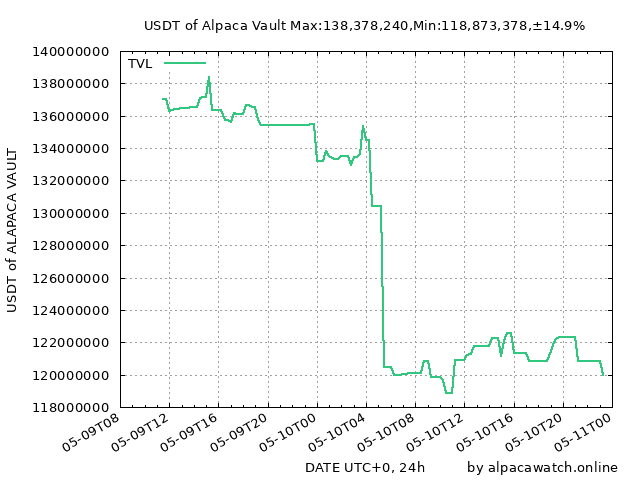 USDT of Alpaca Vault Max:138,378,240,Min:118,873,378,±14.9%
TVL
140000000
138000000
136000000
134000000
132000000
130000000
128000000
126000000
124000000
122000000
120000000
118000000
USDT of ALAPACA VAULT
05-09T08
05-09T12
05-09T16
05-09T20
05-10T00
05-10T04
05-10T08
05-10T12
05-10T16
05-10T20
05-11T00
DATE UTC+0, 24h
by alpacawatch.online